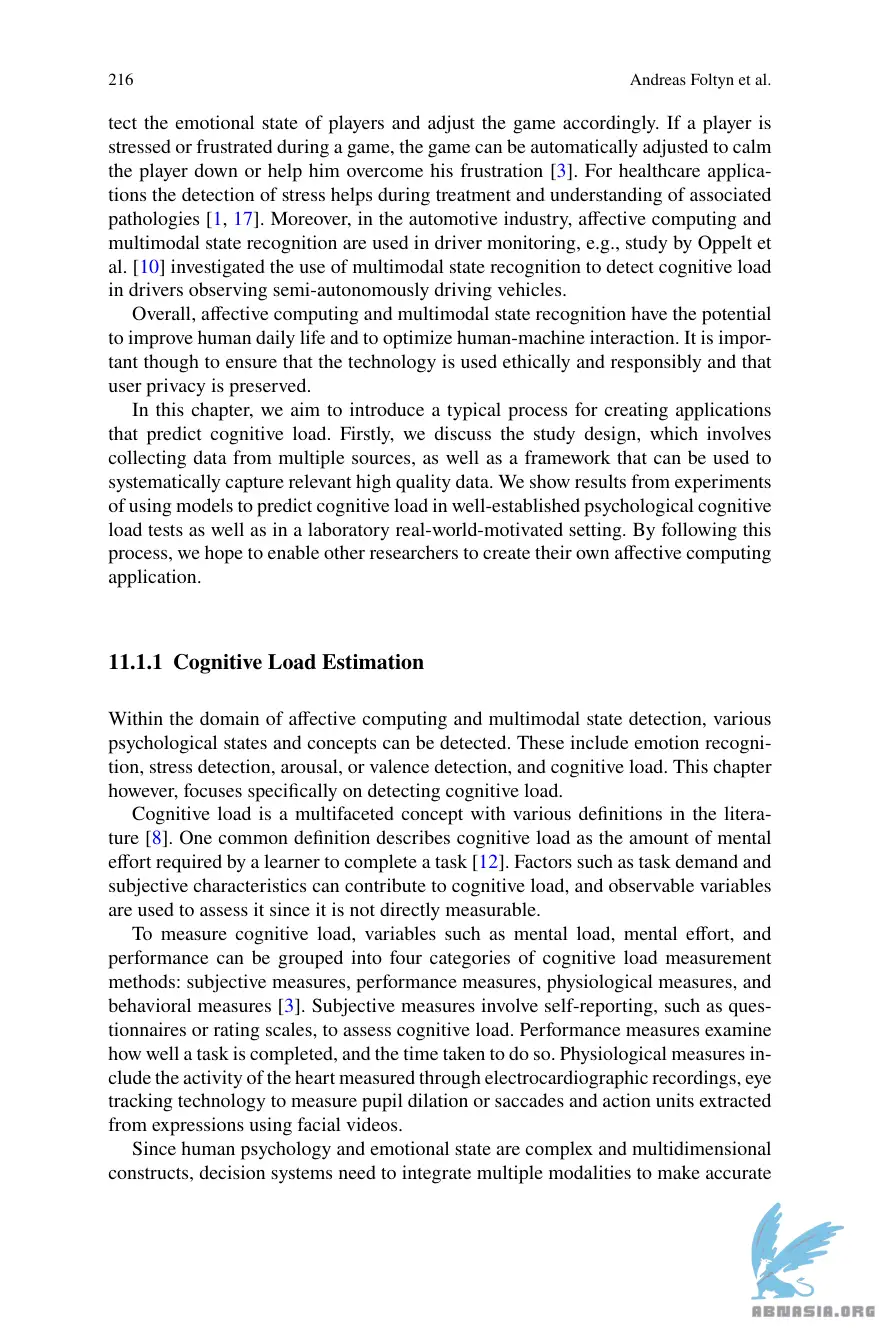 216
Andreas Foltyn et al.
tect the emotional state of players and adjust the game accordingly. If a player is
stressed or frustrated during a game, the game can be automatically adjusted to calm
the player down or help him overcome his frustration [3]. For healthcare applica-
tions the detection of stress helps during treatment and understanding of associated
pathologies [1, 17]. Moreover, in the automotive industry, affective computing and
multimodal state recognition are used in driver monitoring, e.g., study by Oppelt et
al. [10] investigated the use of multimodal state recognition to detect cognitive load
in drivers observing semi-autonomously driving vehicles.
Overall, affective computing and multimodal state recognition have the potential
to improve human daily life and to optimize human-machine interaction. It is impor-
tant though to ensure that the technology is used ethically and responsibly and that
user privacy is preserved.
In this chapter, we aim to introduce a typical process for creating applications
that predict cognitive load. Firstly, we discuss the study design, which involves
collecting data from multiple sources, as well as a framework that can be used to
systematically capture relevant high quality data. We show results from experiments
of using models to predict cognitive load in well-established psychological cognitive
load tests as well as in a laboratory real-world-motivated setting. By following this
process, we hope to enable other researchers to create their own affective computing
application.
11.1.1 Cognitive Load Estimation
Within the domain of affective computing and multimodal state detection, various
psychological states and concepts can be detected. These include emotion recogni-
tion, stress detection, arousal, or valence detection, and cognitive load. This chapter
however, focuses specifically on detecting cognitive load.
Cognitive load is a multifaceted concept with various definitions in the litera-
ture [8]. One common definition describes cognitive load as the amount of mental
effort required by a learner to complete a task [12]. Factors such as task demand and
subjective characteristics can contribute to cognitive load, and observable variables
are used to assess it since it is not directly measurable.
To measure cognitive load, variables such as mental load, mental effort, and
performance can be grouped into four categories of cognitive load measurement
methods: subjective measures, performance measures, physiological measures, and
behavioral measures [3]. Subjective measures involve self-reporting, such as ques-
tionnaires or rating scales, to assess cognitive load. Performance measures examine
how well a task is completed, and the time taken to do so. Physiological measures in-
clude the activity of the heart measured through electrocardiographic recordings, eye
tracking technology to measure pupil dilation or saccades and action units extracted
from expressions using facial videos.
Since human psychology and emotional state are complex and multidimensional
constructs, decision systems need to integrate multiple modalities to make accurate
ABNASIA.ORG